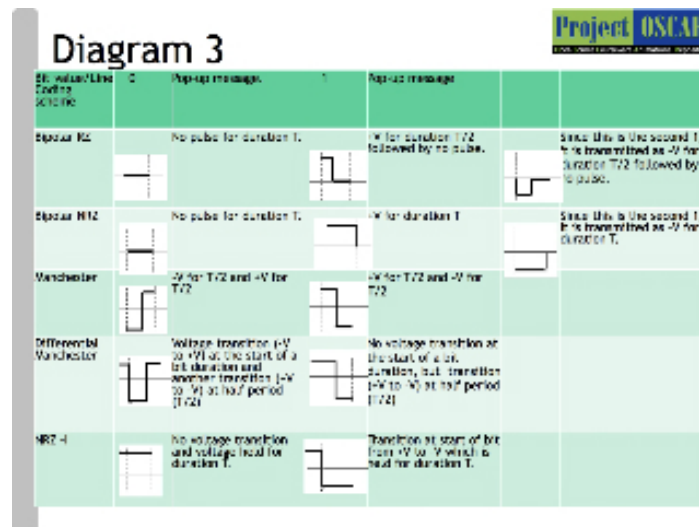 Project OSCAR
Diagram 3
Bit value/Line Coding scheme
0
Pop-up message.
1
Pop-up message
Bipolar RZ
No pulse for duration T.
-V for duration T/2
followed by no pulse.
Since this is the second 1
it is transmitted as -V for
duration T/2 followed by
no pulse.
Bipolar NRZ
No pulse for duration T.
-V for duration T
Since this is the second 1
it is transmitted as -V for
duration T.
Manchester
-V for T/2 and +V for
T/2
-V for T/2 and -V for
T/2
Differential
Manchester
Voltage transition (-V
to +V) at the start of a
bit duration and
another transition (-V
to -V) at half period
(T/2)
No voltage transition at
the start of a bit
duration, but transition
(+V to -V) at half period
(T/2)
NRZ -I
No voltage transition
and voltage held for
duration T.
Transition at start of bit
from +V to -V which is
held for duration T.